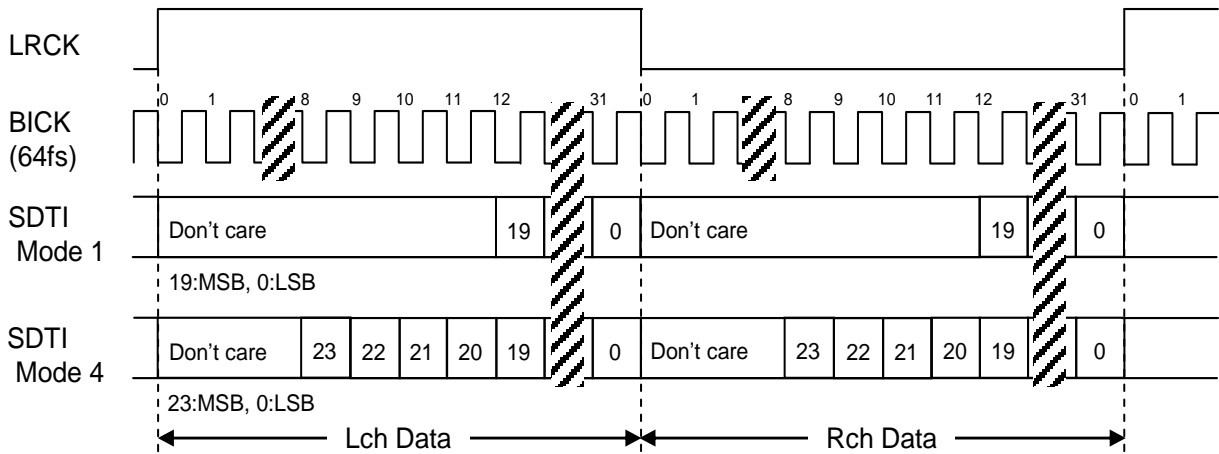 LRCK
0 1 8 9 10 11 12 31 0 1 8 9 10 11 12 31 0 1
BICK
(64fs)
SDTI
Mode 1
Don't care 19 0 Don't care 19 0
19:MSB, 0:LSB
SDTI
Mode 4
Don't care 23 22 21 20 19 0 Don't care 23 22 21 20 19 0
23:MSB, 0:LSB
Lch Data Rch Data